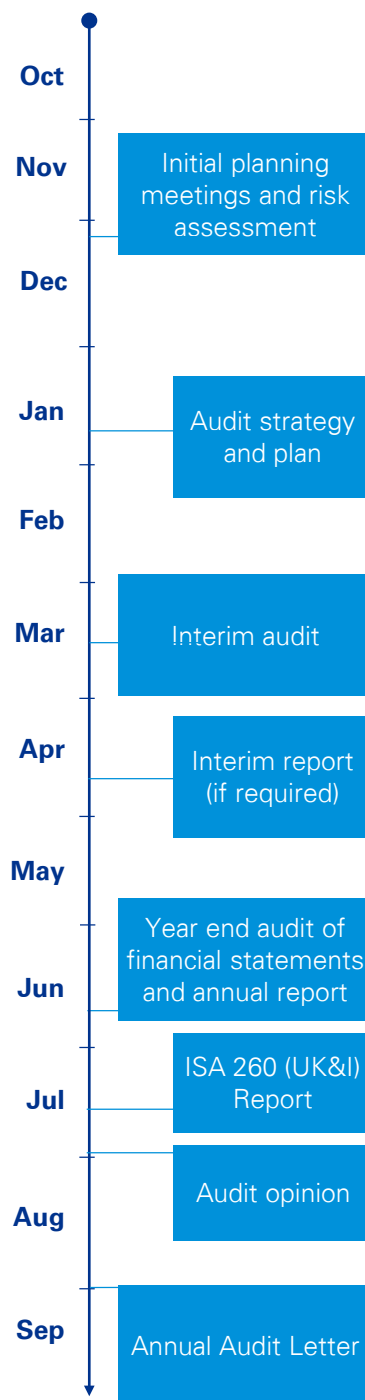 Oct
Nov
Initial planning
meetings and risk
assessment
Dec
Jan
Audit strategy
and plan
Feb
Mar
Interim audit
Apr
Interim report
(if required)
May
Year end audit of
financial statements
and annual report
Jun
ISA 260 (UK&I)
Report
Jul
Audit opinion
Aug
Sep
Annual Audit Letter